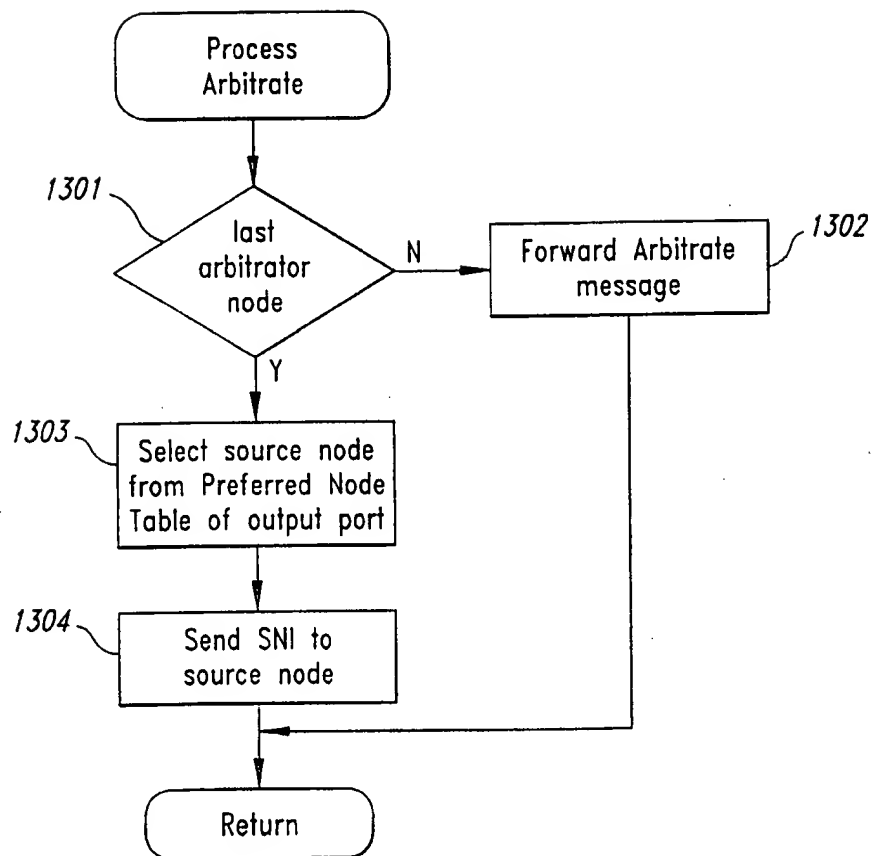 Process
Arbitrate
1301
last
arbitrator
node
N
Forward Arbitrate
message
1302
Y
1303
Select source node
from Preferred Node
Table of output port
1304
Send SNI to
source node
Return